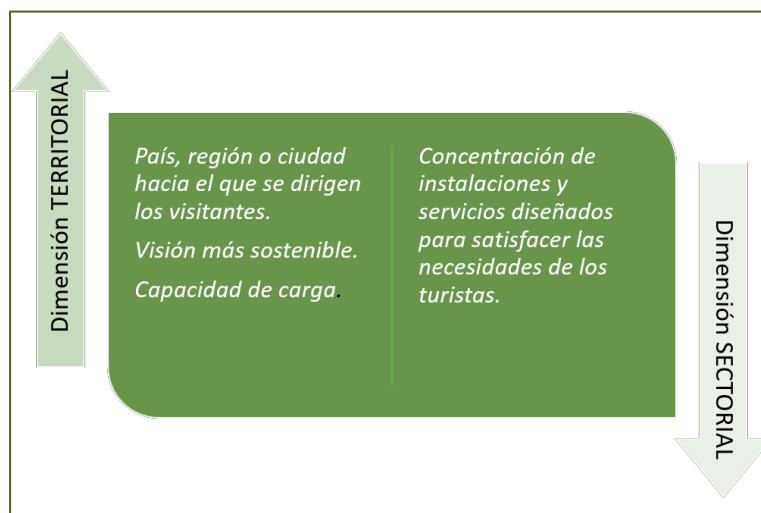 Dimensión TERRITORIAL
País, región o ciudad
hacia el que se dirigen
los visitantes.
Visión más sostenible.
Capacidad de carga.
Concentración de
instalaciones y
servicios diseñados
para satisfacer las
necesidades de los
turistas.
Dimensión SECTORIAL